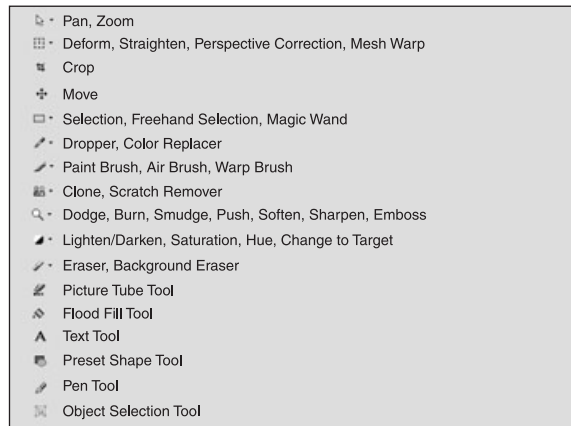 Pan, Zoom
Deform, Straighten, Perspective Correction, Mesh Warp
Crop
Move
Selection, Freehand Selection, Magic Wand
Dropper, Color Replacer
Paint Brush, Air Brush, Warp Brush
Clone, Scratch Remover
Dodge, Burn, Smudge, Push, Soften, Sharpen, Emboss
Lighten/Darken, Saturation, Hue, Change to Target
Eraser, Background Eraser
Picture Tube Tool
Flood Fill Tool
Text Tool
Preset Shape Tool
Pen Tool
Object Selection Tool